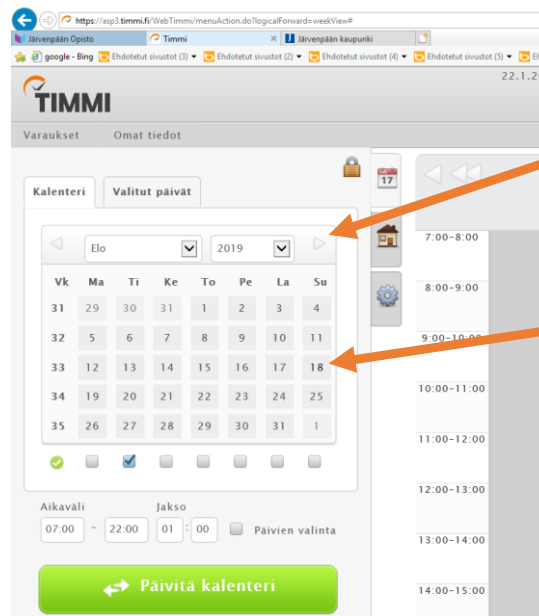 https://asp3.timmi.fi/WebTimmi/menuAction.do?logicalForward=weekView#
Järvenpään Opisto Timmi × Järvenpään kaupunki
google - Bing Ehdotetut sivustot (3) Ehdotetut sivustot (2) Ehdotetut sivustot (4) Ehdotetut sivustot (5)
22.1.2
TIMMI
Varaukset Omat tiedot
17
Kalenteri Valitut päivät
Elo 2019
Vk Ma Ti Ke To Pe La Su
31 29 30 31 1 2 3 4
32 5 6 7 8 9 10 11
33 12 13 14 15 16 17 18
34 19 20 21 22 23 24 25
35 26 27 28 29 30 31 1
Aikaväli Jakso
07:00 ~ 22:00 01 : 00 Päivien valinta
Päivitä kalenteri
7:00-8:00
8:00-9:00
9:00-10:00
10:00-11:00
11:00-12:00
12:00-13:00
13:00-14:00
14:00-15:00